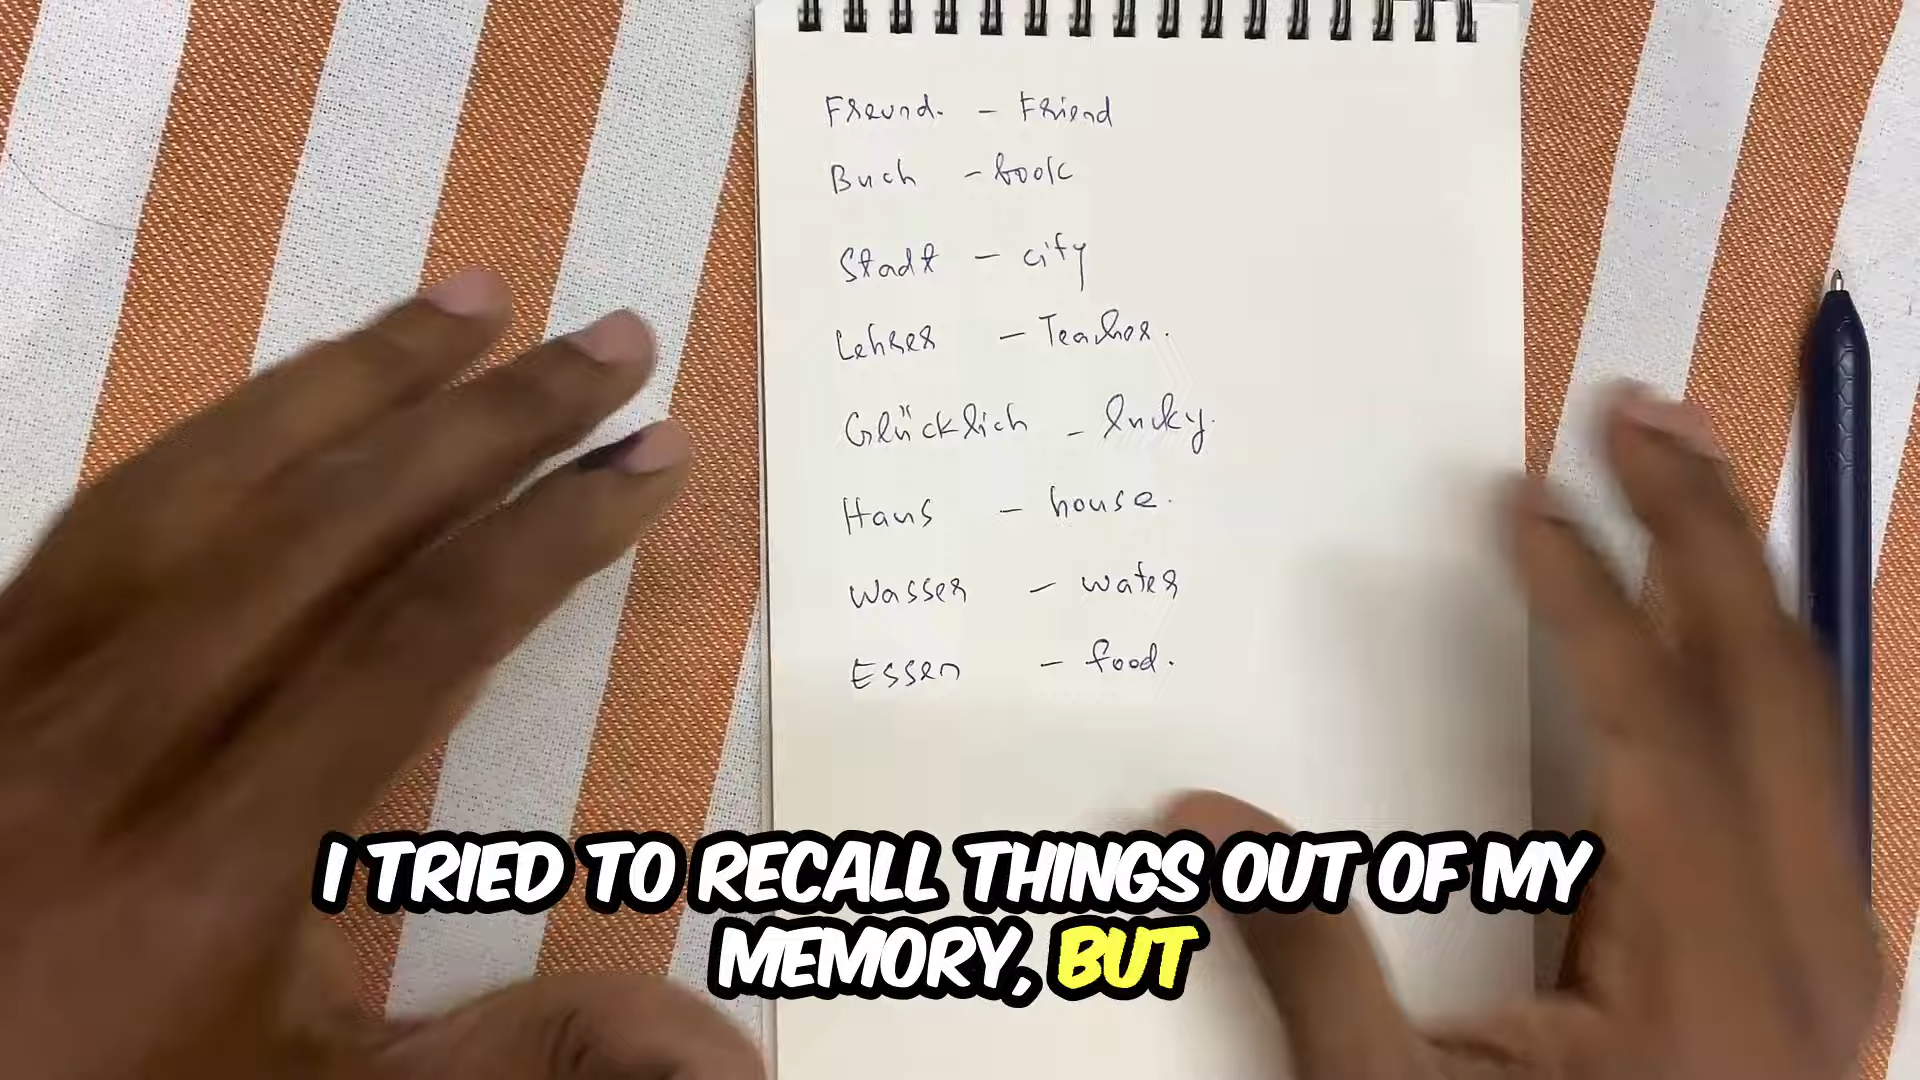 Freund. - Friend
Buch - book
Stadt - city
Lehrer - Teacher.
Glücklich - lucky.
Haus - house.
Wasser - water
Essen - food.
I TRIED TO RECALL THINGS OUT OF MY
MEMORY, BUT